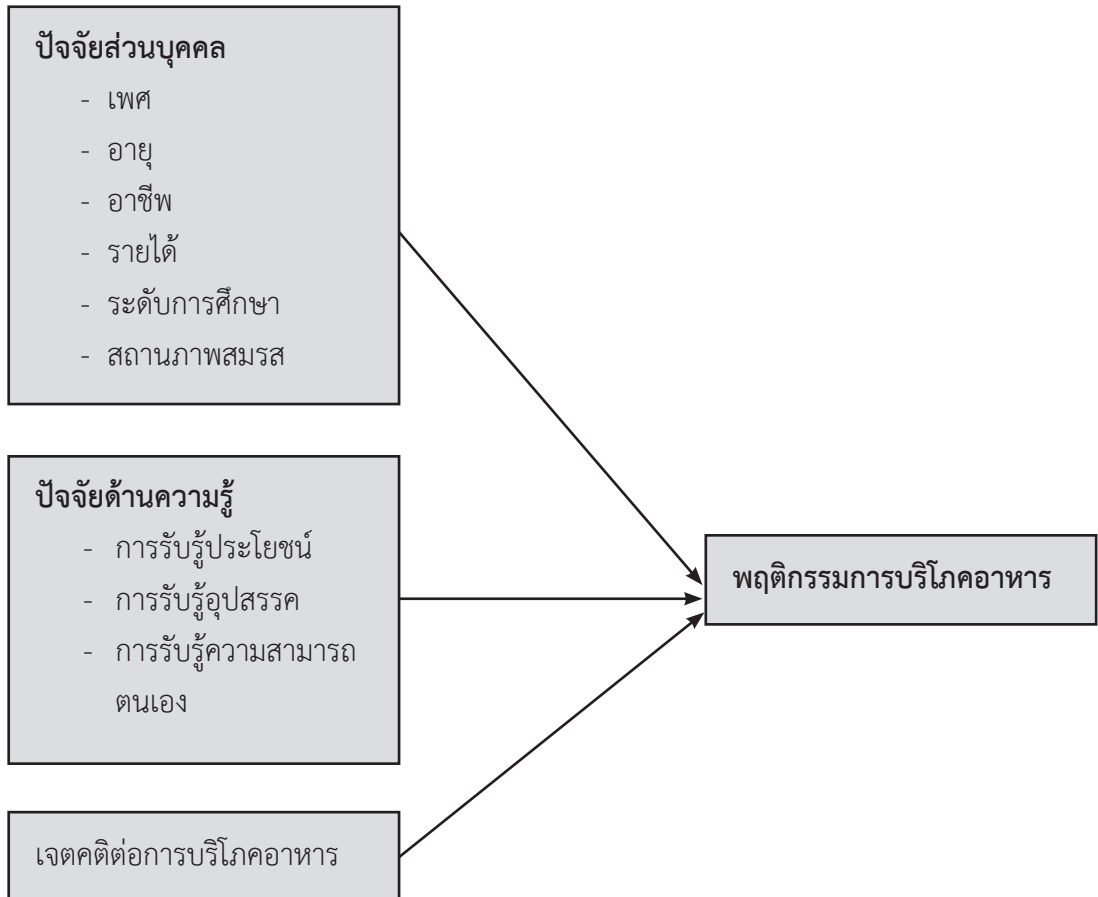 ปัจจัยส่วนบุคคล
- เพศ
- อายุ
- อาชีพ
- รายได้
- ระดับการศึกษา
- สถานภาพสมรส
ปัจจัยด้านความรู้
- การรับรู้ประโยชน์
- การรับรู้อุปสรรค
- การรับรู้ความสามารถ
ตนเอง
เจตคติต่อการบริโภคอาหาร
พฤติกรรมการบริโภคอาหาร